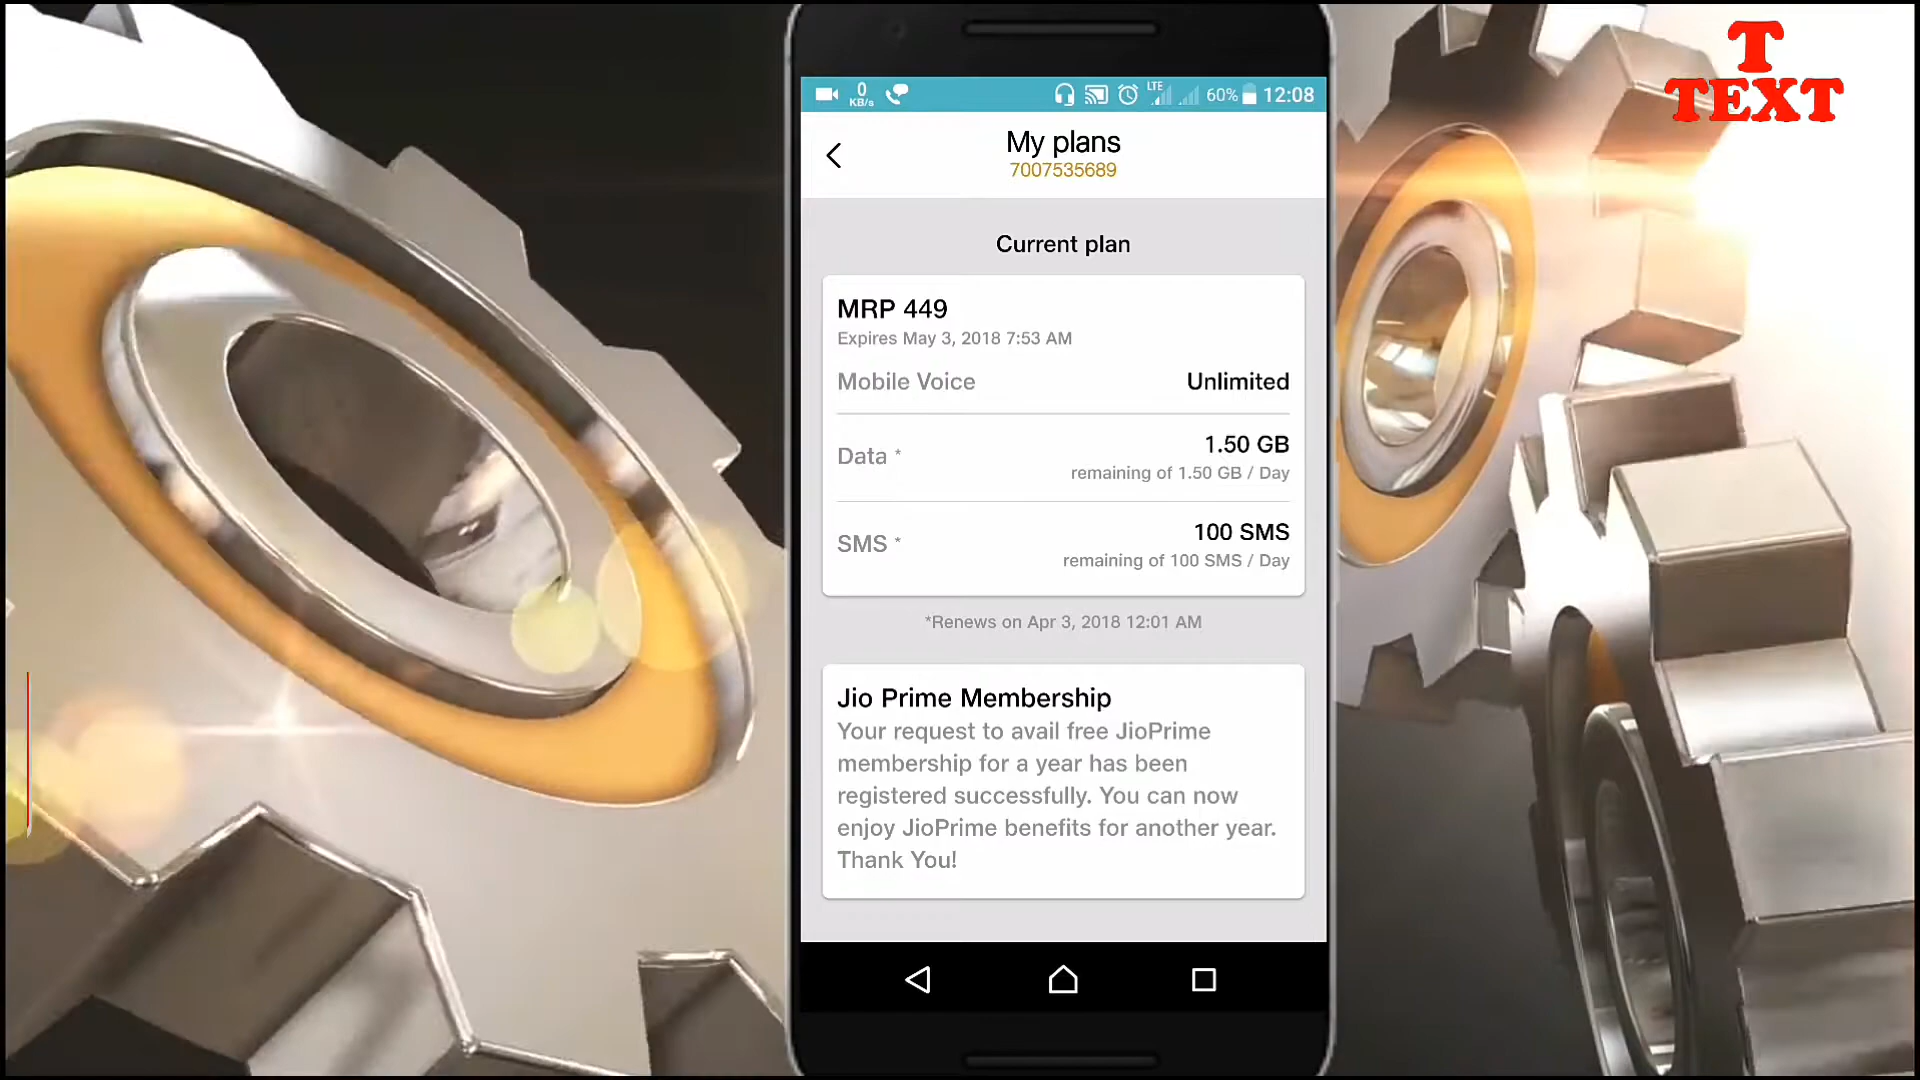 T
TEXT
0
KB/s
LTE
60%
12:08
My plans
7007535689
Current plan
MRP 449
Expires May 3, 2018 7:53 AM
Mobile Voice Unlimited
Data * 1.50 GB
remaining of 1.50 GB / Day
SMS * 100 SMS
remaining of 100 SMS / Day
*Renews on Apr 3, 2018 12:01 AM
Jio Prime Membership
Your request to avail free JioPrime
membership for a year has been
registered successfully. You can now
enjoy JioPrime benefits for another year.
Thank You!